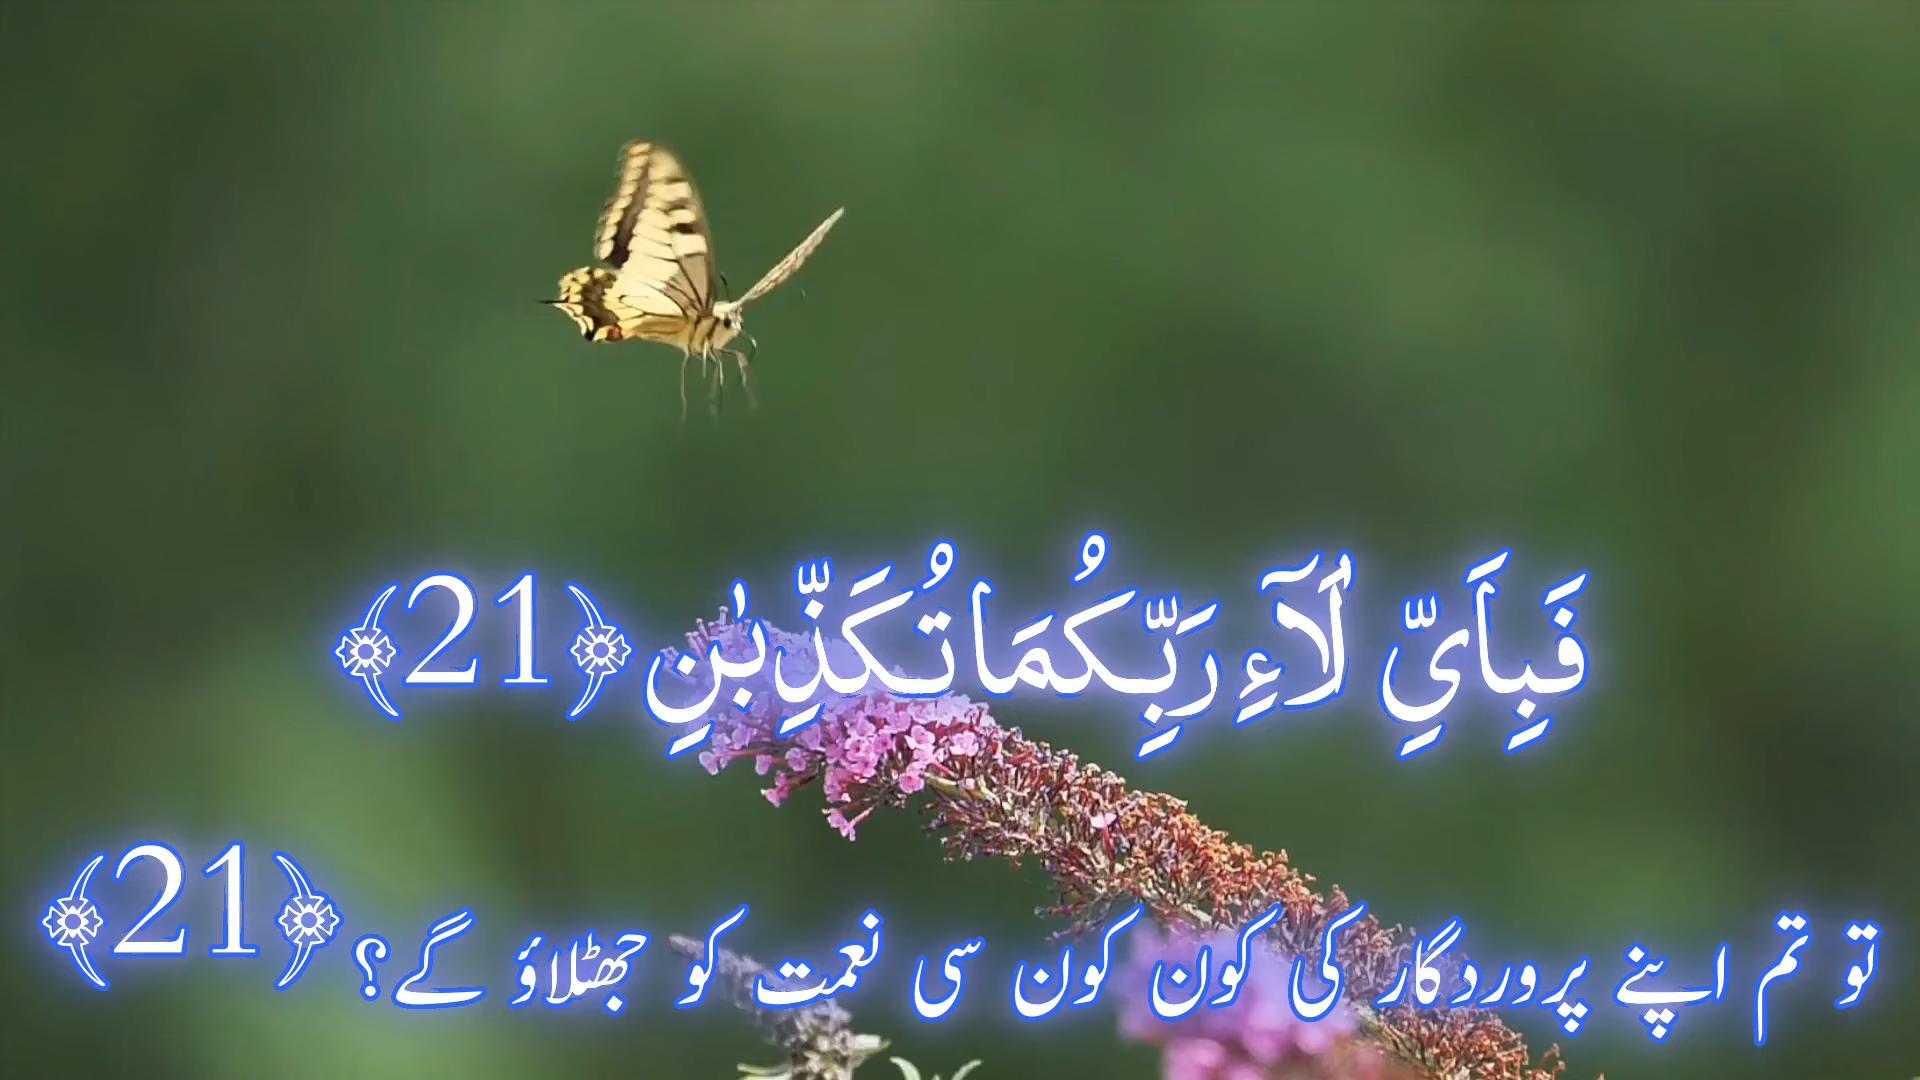 فَبِاَیِّ لَآءِ رَبِّكُمَا تُكَذِّبٰنِ ﴿21﴾
تو تم اپنے پروردگار کی کون کون سی نعمت کو جھٹلاؤ گے؟ ﴿21﴾